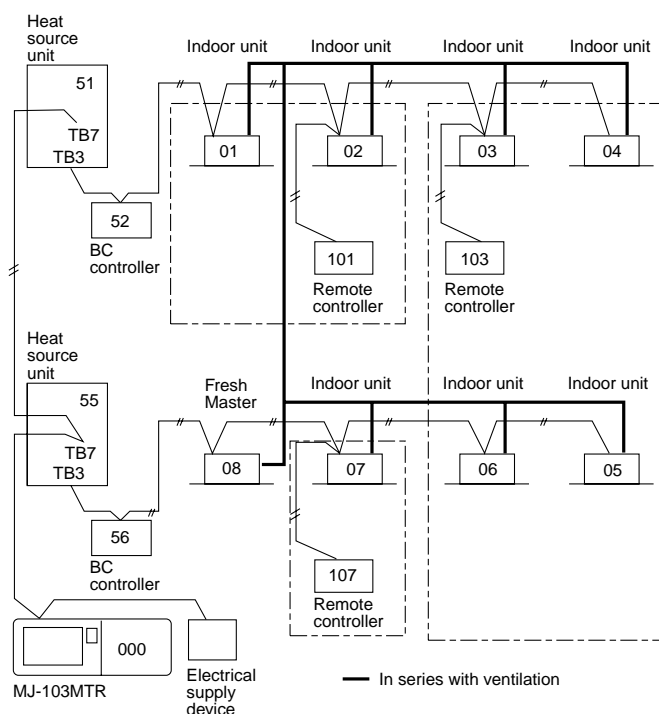 Heat
source
unit
Indoor unit Indoor unit Indoor unit Indoor unit
51
TB7
TB3
01 02 03 04
52
BC
controller
101 103
Remote
controller
Remote
controller
Heat
source
unit
Fresh
Master
Indoor unit Indoor unit Indoor unit
55
TB7
TB3
08 07 06 05
56
BC
controller
107
Remote
controller
000
MJ-103MTR
Electrical
supply
device
In series with ventilation